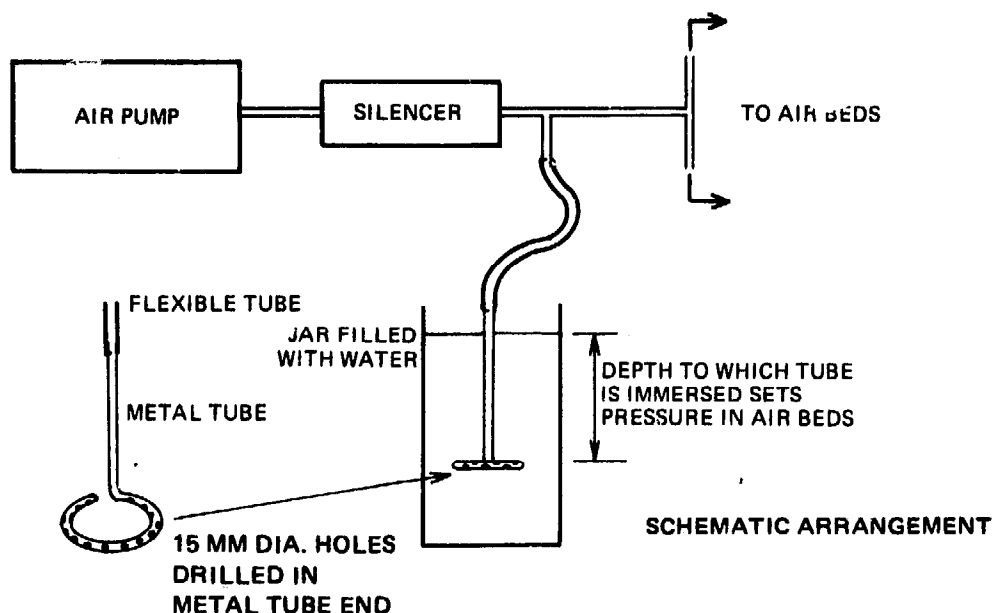 AIR PUMP
SILENCER
TO AIR BEDS
FLEXIBLE TUBE
JAR FILLED
WITH WATER
DEPTH TO WHICH TUBE
IS IMMERSED SETS
PRESSURE IN AIR BEDS
METAL TUBE
SCHEMATIC ARRANGEMENT
15 MM DIA. HOLES
DRILLED IN
METAL TUBE END